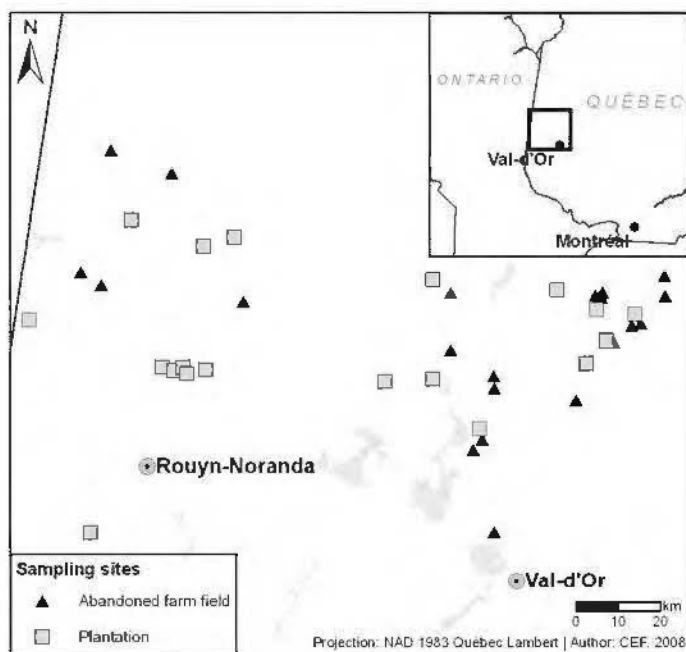 N
ONTARIO
QUÉBEC
Val-d'Or
Montréal
Rouyn-Noranda
Val-d'Or
Sampling sites
Abandoned farm field
Plantation
km
0 10 20
Projection: NAD 1983 Québec Lambert | Author: CEF, 2008